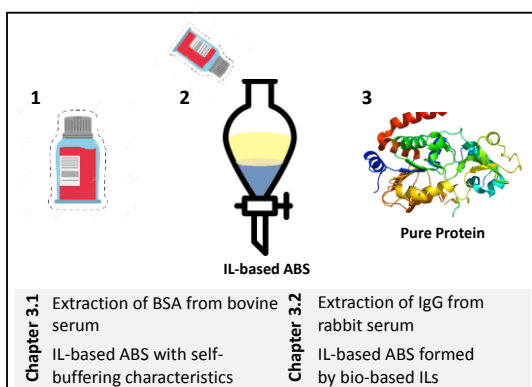 1
2
3
Pure Protein
IL-based ABS
Chapter 3.1
Extraction of BSA from bovine
serum
IL-based ABS with self-
buffering characteristics
Chapter 3.2
Extraction of IgG from
rabbit serum
IL-based ABS formed
by bio-based ILs